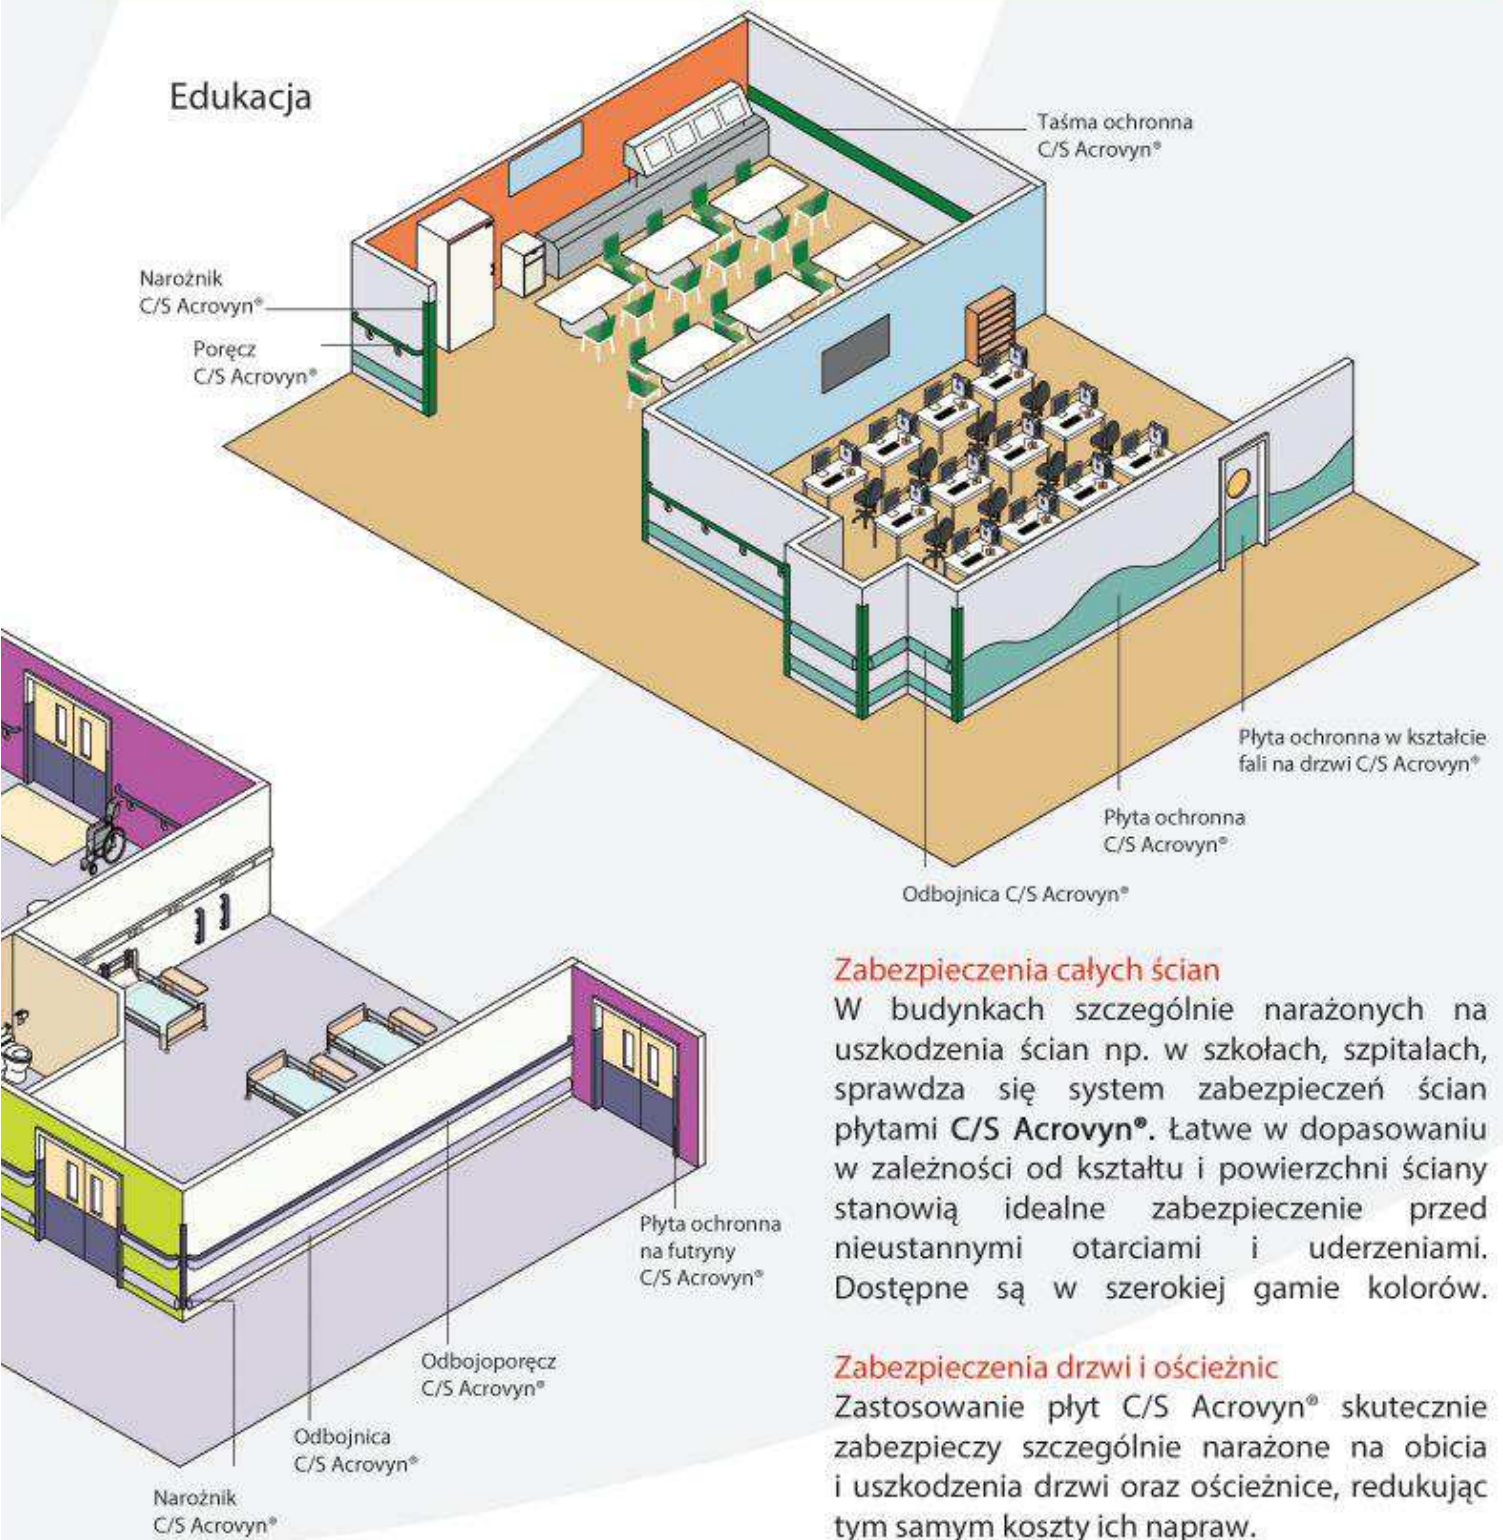 Edukacja
Taśma ochronna
C/S Acrovyn®
Narożnik
C/S Acrovyn®
Poręcz
C/S Acrovyn®
Płyta ochronna w kształcie
fali na drzwi C/S Acrovyn®
Płyta ochronna
C/S Acrovyn®
Odbojnica C/S Acrovyn®
Płyta ochronna
na futryny
C/S Acrovyn®
Odbojoporęcz
C/S Acrovyn®
Odbojnica
C/S Acrovyn®
Narożnik
C/S Acrovyn®
Zabezpieczenia całych ścian
W budynkach szczególnie narażonych na
uszkodzenia ścian np. w szkołach, szpitalach,
sprawdza się system zabezpieczeń ścian
płytami C/S Acrovyn®. Łatwe w dopasowaniu
w zależności od kształtu i powierzchni ściany
stanowią idealne zabezpieczenie przed
nieustannymi otarciami i uderzeniami.
Dostępne są w szerokiej gamie kolorów.
Zabezpieczenia drzwi i ościeżnic
Zastosowanie płyt C/S Acrovyn® skutecznie
zabezpieczy szczególnie narażone na obicia
i uszkodzenia drzwi oraz ościeżnice, redukując
tym samym koszty ich napraw.